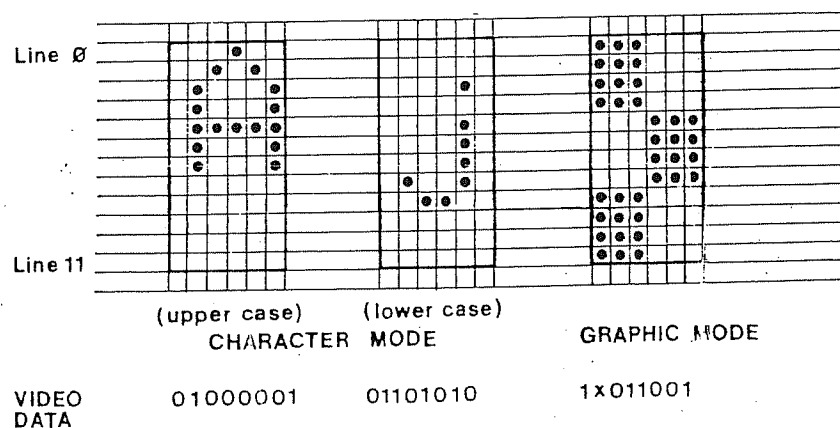 Line Ø
Line 11
(upper case) (lower case)
CHARACTER MODE GRAPHIC MODE
VIDEO DATA 01000001 01101010 1X011001